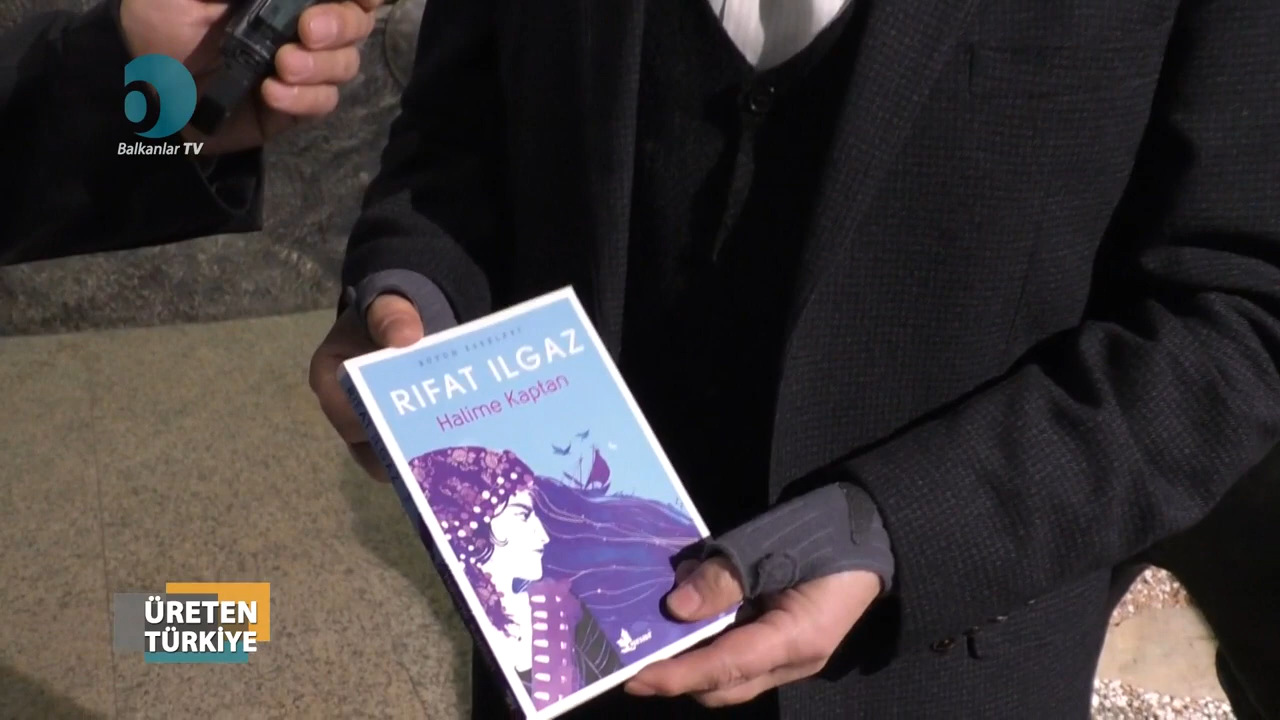 Balkanlar TV
BÜTÜN ESERLERİ
RIFAT ILGAZ
Halime Kaptan
ÜRETEN
TÜRKİYE